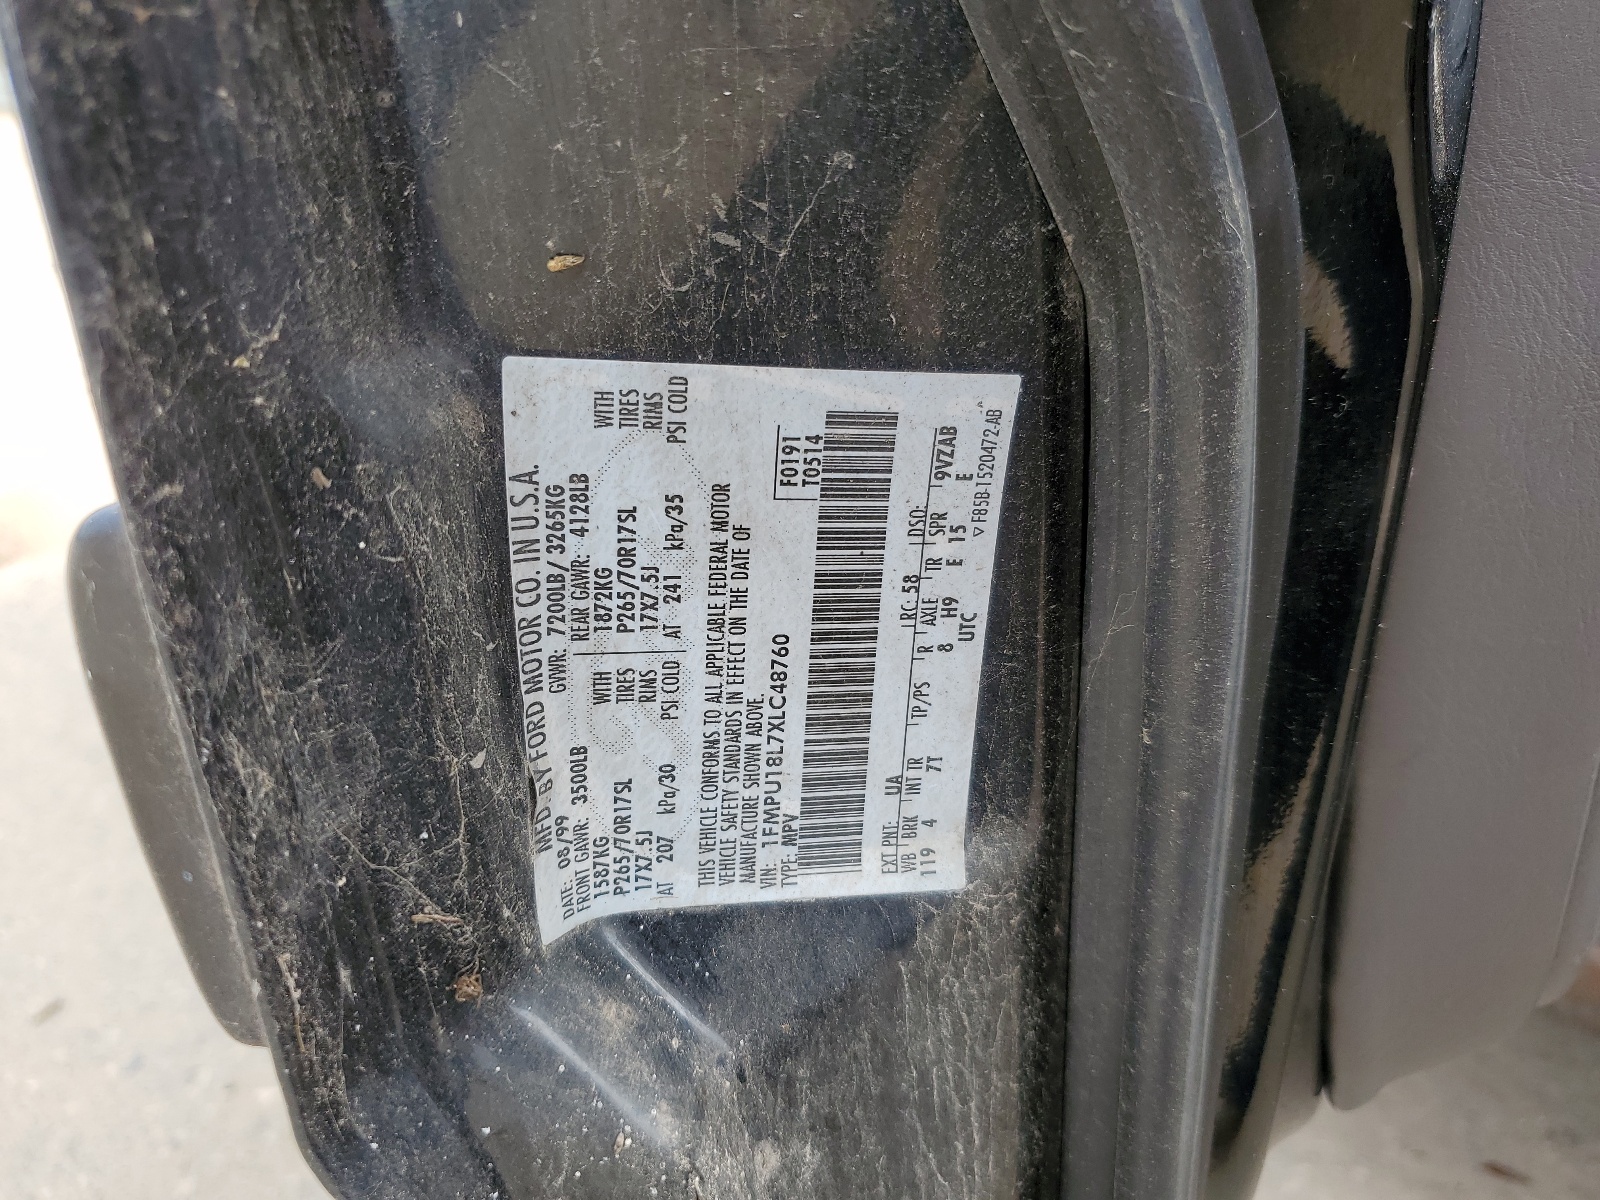 MFD. BY FORD MOTOR CO. IN U.S.A.
DATE: 08/99 GVWR: 7200LB/ 3265KG
FRONT GAWR: 3500LB REAR GAWR: 4128LB
1587KG WITH 1872KG WITH
P265/70R17SL TIRES P265/70R17SL TIRES
17X7.5J RIMS 17X7.5J RIMS
AT 207 kPa/30 PSI COLD AT 241 kPa/35 PSI COLD
THIS VEHICLE CONFORMS TO ALL APPLICABLE FEDERAL MOTOR
VEHICLE SAFETY STANDARDS IN EFFECT ON THE DATE OF
MANUFACTURE SHOWN ABOVE.
VIN: 1FMPU18L7XLC48760 F0191
TYPE: MPV T0514
EXT PNT: UA RC: 58 DSO:
WB BRK INT TR TP/PS R AXLE TR SPR 9VZAB
119 4 7T 8 H9 E 15 E
UTC
▽F85B-1520472-AB